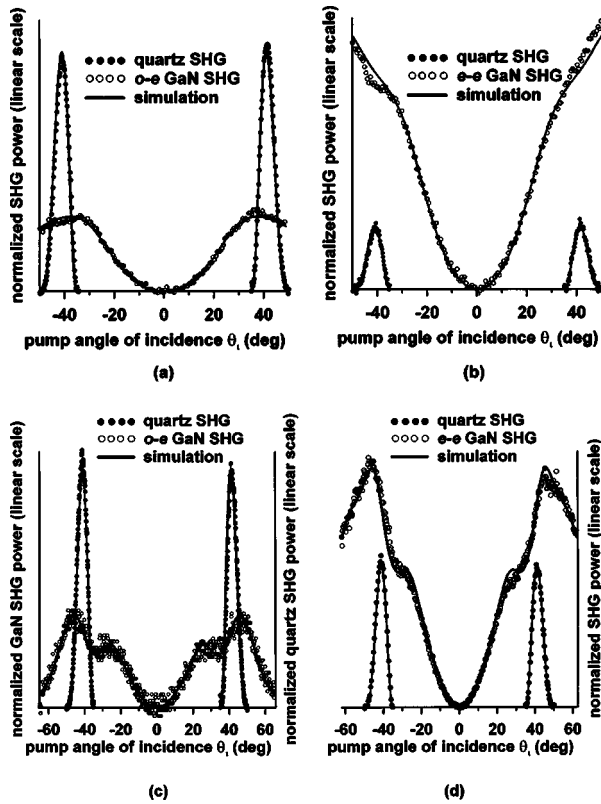 normalized SHG power (linear scale)
quartz SHG
o-e GaN SHG
simulation
-40 -20 0 20 40
pump angle of incidence θt (deg)
(a)
normalized SHG power (linear scale)
quartz SHG
e-e GaN SHG
simulation
-40 -20 0 20 40
pump angle of incidence θt (deg)
(b)
normalized GaN SHG power (linear scale)
quartz SHG
o-e GaN SHG
simulation
normalized quartz SHG power (linear scale)
-60 -40 -20 0 20 40 60
pump angle of incidence θt (deg)
(c)
quartz SHG
e-e GaN SHG
simulation
normalized SHG power (linear scale)
-60 -40 -20 0 20 40 60
pump angle of incidence θt (deg)
(d)